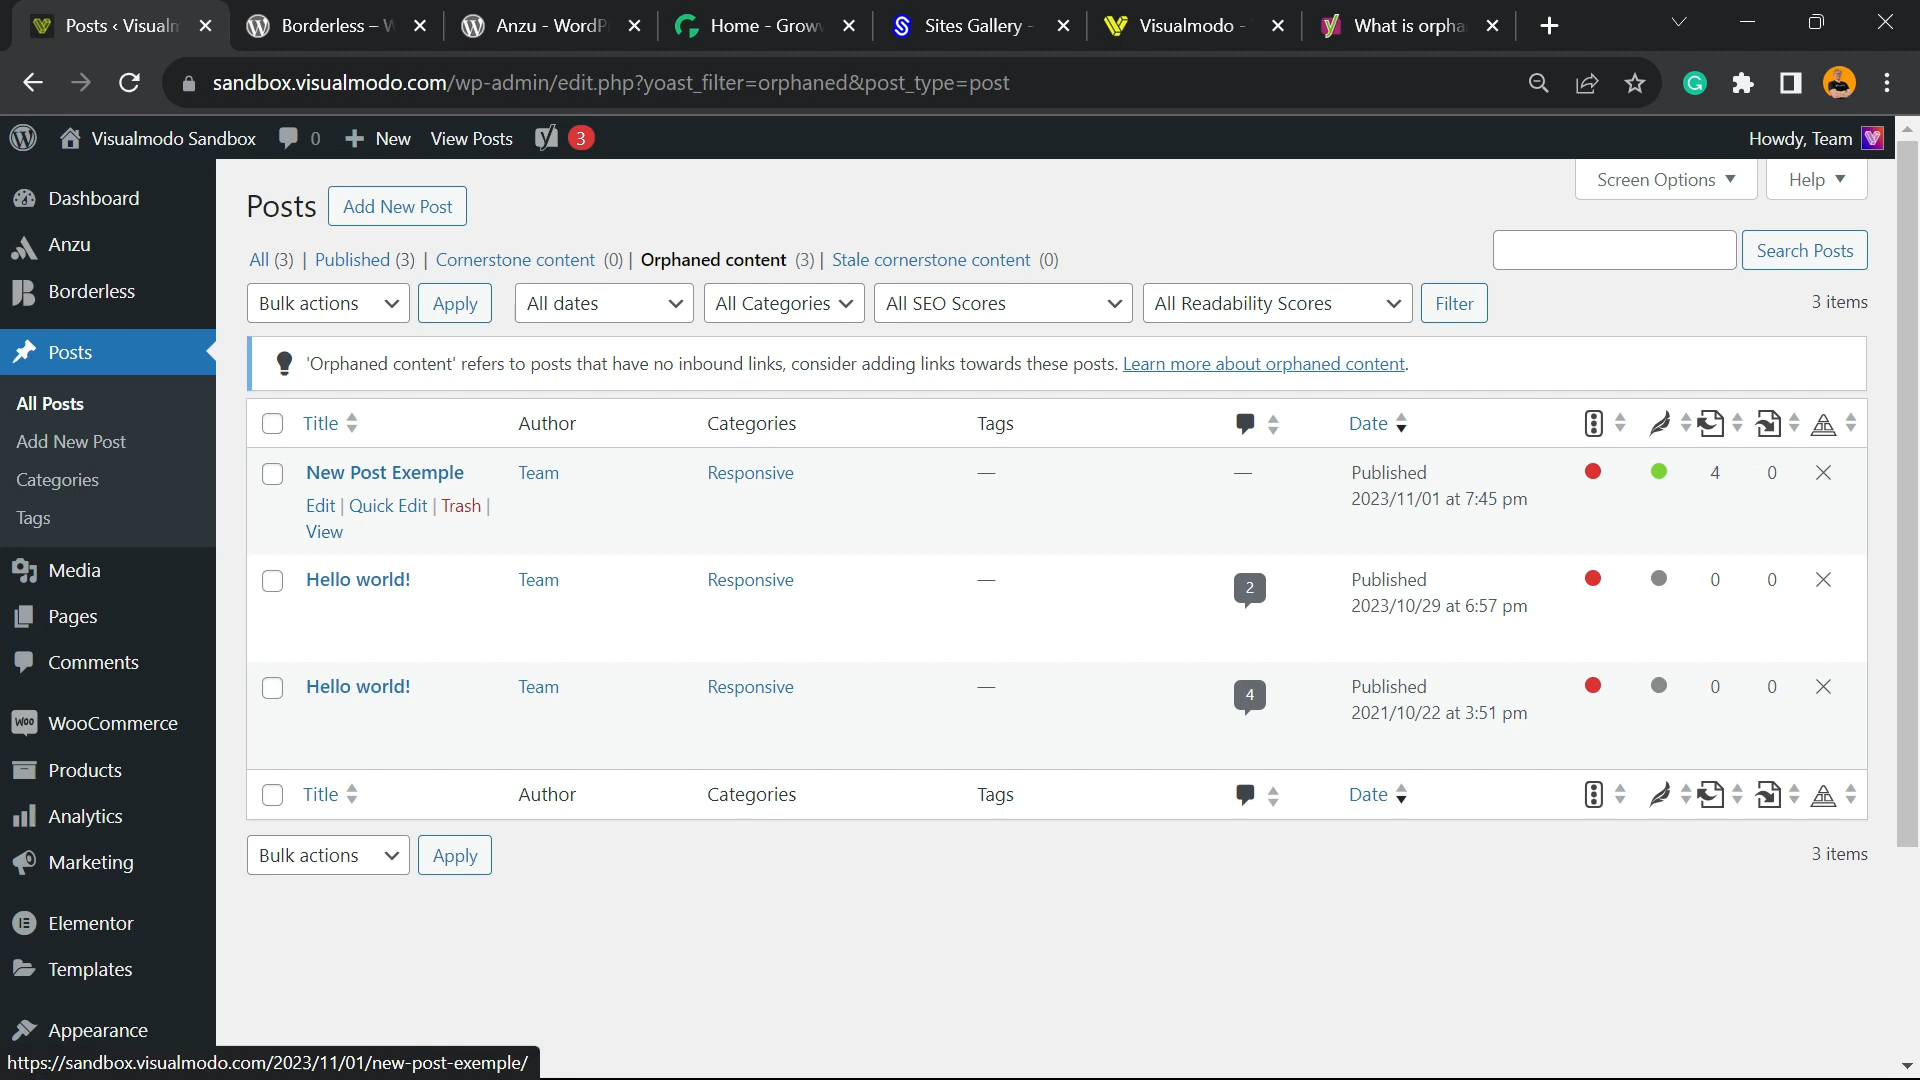 Posts ‹ Visualm
Borderless – W
Anzu - WordP
Home - Grow
Sites Gallery -
Visualmodo -
What is orpha
sandbox.visualmodo.com/wp-admin/edit.php?yoast_filter=orphaned&post_type=post
Visualmodo Sandbox 0 New View Posts 3 Howdy, Team
Dashboard
Anzu
Borderless
Posts
All Posts
Add New Post
Categories
Tags
Media
Pages
Comments
WooCommerce
Products
Analytics
Marketing
Elementor
Templates
Appearance
Screen Options Help
Posts Add New Post
All (3) | Published (3) | Cornerstone content (0) | Orphaned content (3) | Stale cornerstone content (0)
Search Posts
Bulk actions Apply All dates All Categories All SEO Scores All Readability Scores Filter 3 items
'Orphaned content' refers to posts that have no inbound links, consider adding links towards these posts. Learn more about orphaned content.
Title Author Categories Tags Date
New Post Exemple Team Responsive — — Published 4 0
2023/11/01 at 7:45 pm
Edit | Quick Edit | Trash |
View
Hello world! Team Responsive — 2 Published 0 0
2023/10/29 at 6:57 pm
Hello world! Team Responsive — 4 Published 0 0
2021/10/22 at 3:51 pm
Title Author Categories Tags Date
Bulk actions Apply 3 items
https://sandbox.visualmodo.com/2023/11/01/new-post-exemple/